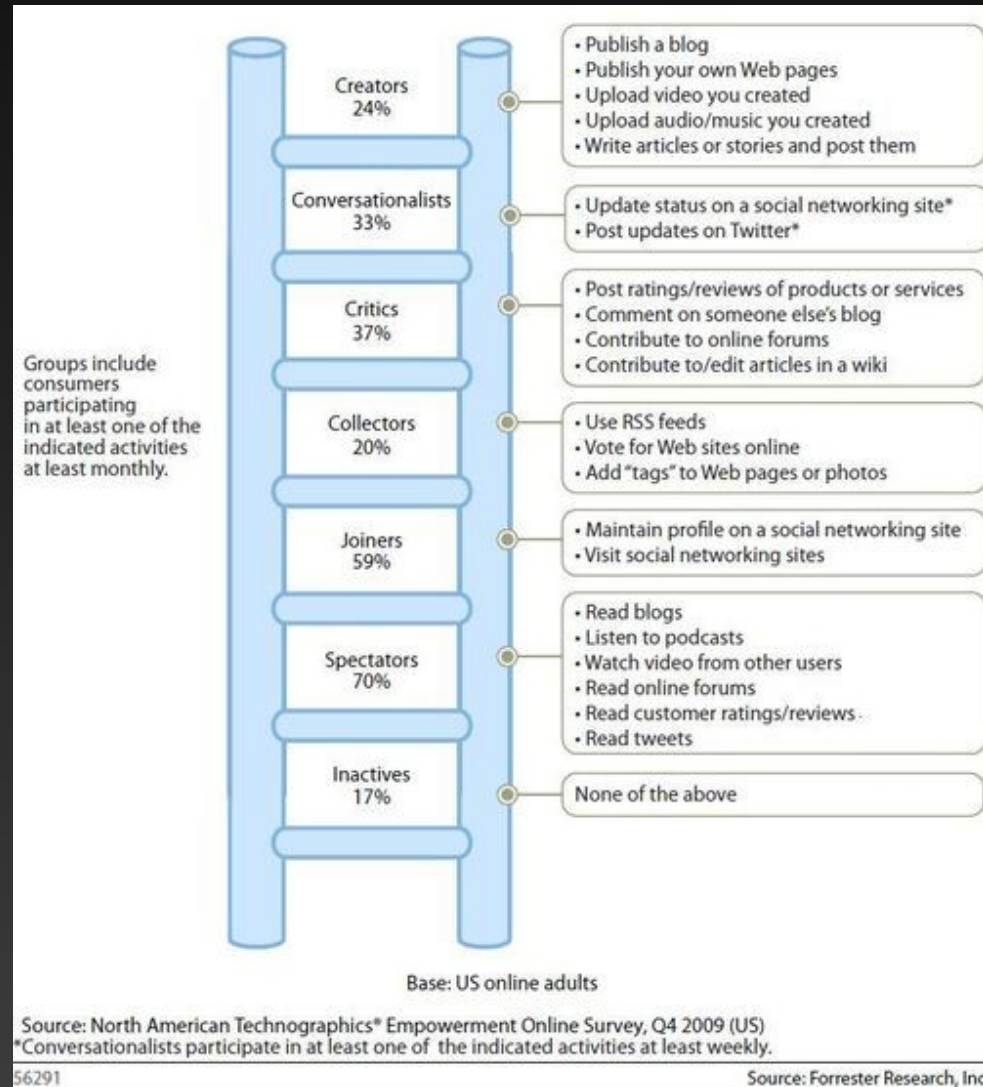 Creators
24%
• Publish a blog
• Publish your own Web pages
• Upload video you created
• Upload audio/music you created
• Write articles or stories and post them
Conversationalists
33%
• Update status on a social networking site*
• Post updates on Twitter*
Critics
37%
• Post ratings/reviews of products or services
• Comment on someone else's blog
• Contribute to online forums
• Contribute to/edit articles in a wiki
Groups include
consumers
participating
in at least one of the
indicated activities
at least monthly.
Collectors
20%
• Use RSS feeds
• Vote for Web sites online
• Add "tags" to Web pages or photos
Joiners
59%
• Maintain profile on a social networking site
• Visit social networking sites
Spectators
70%
• Read blogs
• Listen to podcasts
• Watch video from other users
• Read online forums
• Read customer ratings/reviews
• Read tweets
Inactives
17%
None of the above
Base: US online adults
Source: North American Technographics® Empowerment Online Survey, Q4 2009 (US)
*Conversationalists participate in at least one of the indicated activities at least weekly.
56291
Source: Forrester Research, Inc